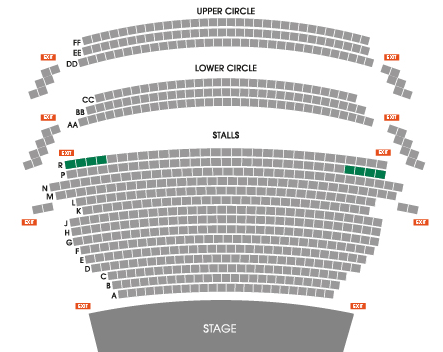 UPPER CIRCLE
FF
EE
EXIT
EXIT
DD
LOWER CIRCLE
CC
BB
EXIT
EXIT
AA
STALLS
EXIT
EXIT
R
P
N
M
L
K
EXIT
EXIT
J
H
G
F
E
D
C
B
A
EXIT
EXIT
STAGE